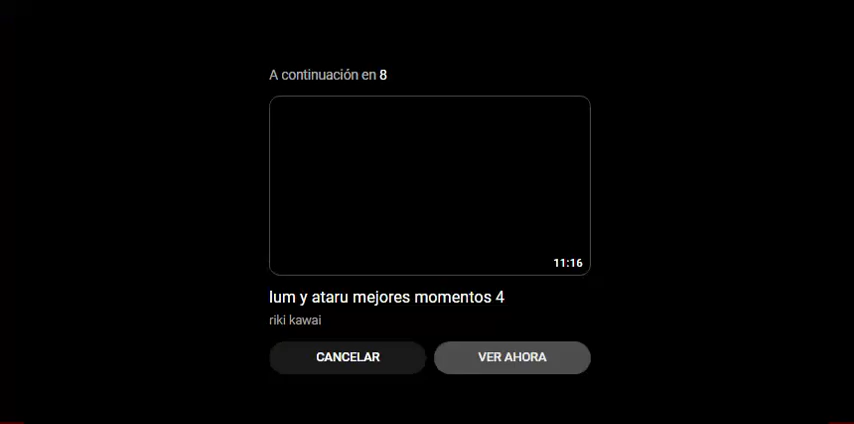 A continuación en 8
11:16
lum y ataru mejores momentos 4
riki kawai
CANCELAR
VER AHORA